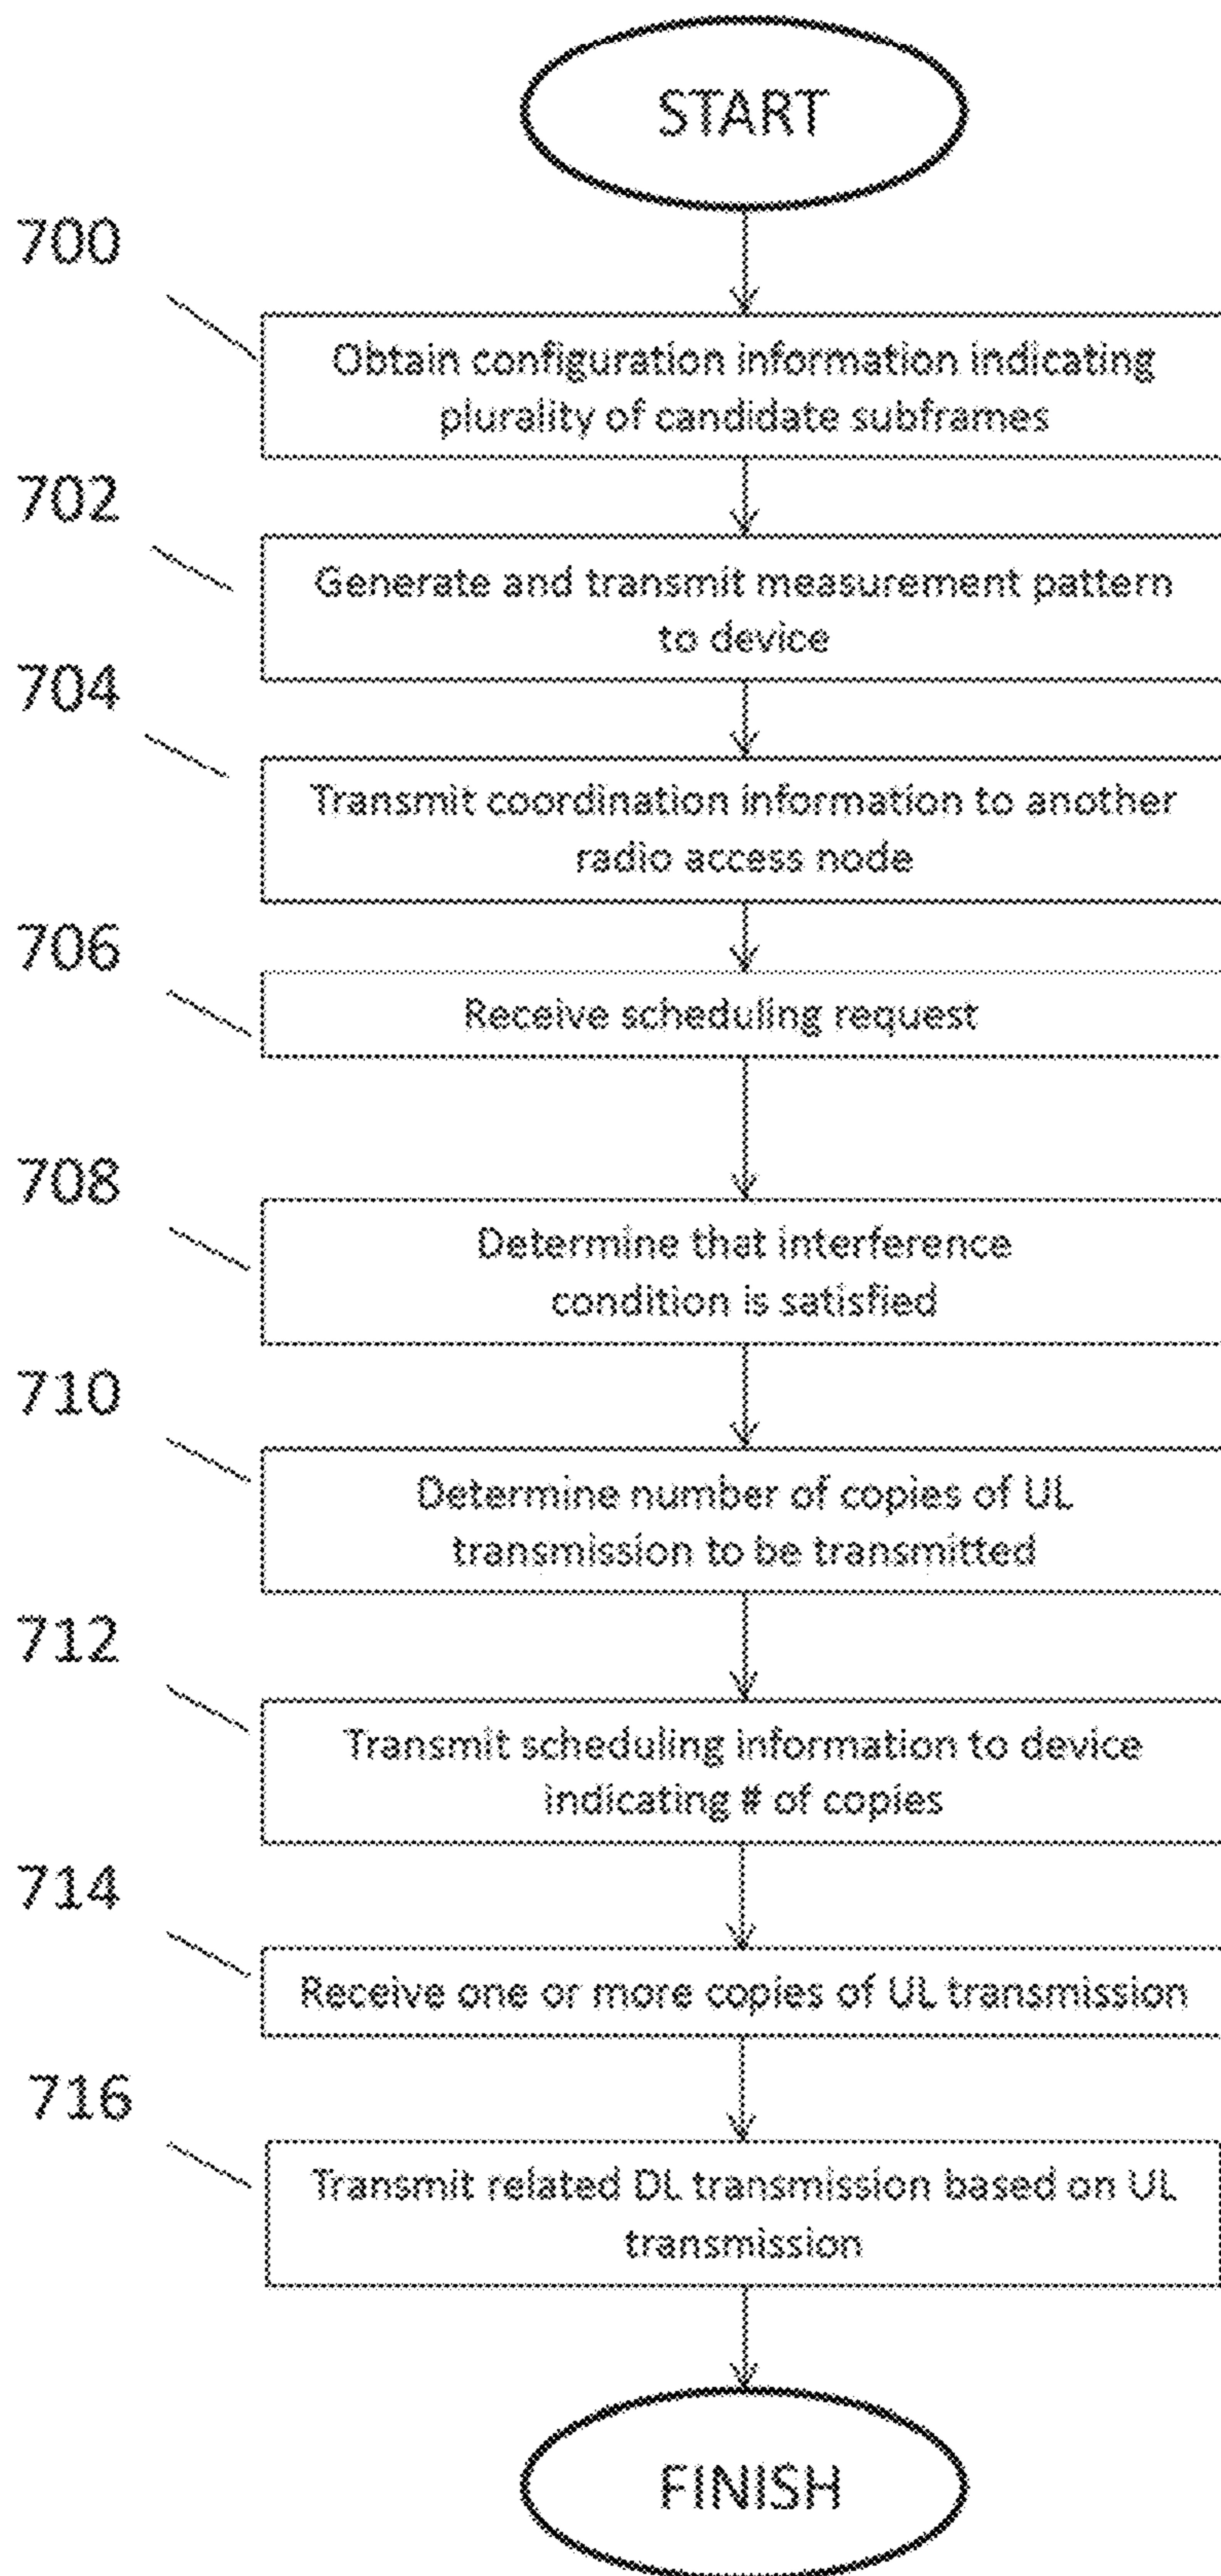 START
700
Obtain configuration information indicating
plurality of candidate subframes
702
Generate and transmit measurement pattern
to device
704
Transmit coordination information to another
radio access node
706
Receive scheduling request
708
Determine that interference
condition is satisfied
710
Determine number of copies of UL
transmission to be transmitted
712
Transmit scheduling information to device
indicating # of copies
714
Receive one or more copies of UL transmission
716
Transmit related DL transmission based on UL
transmission
FINISH